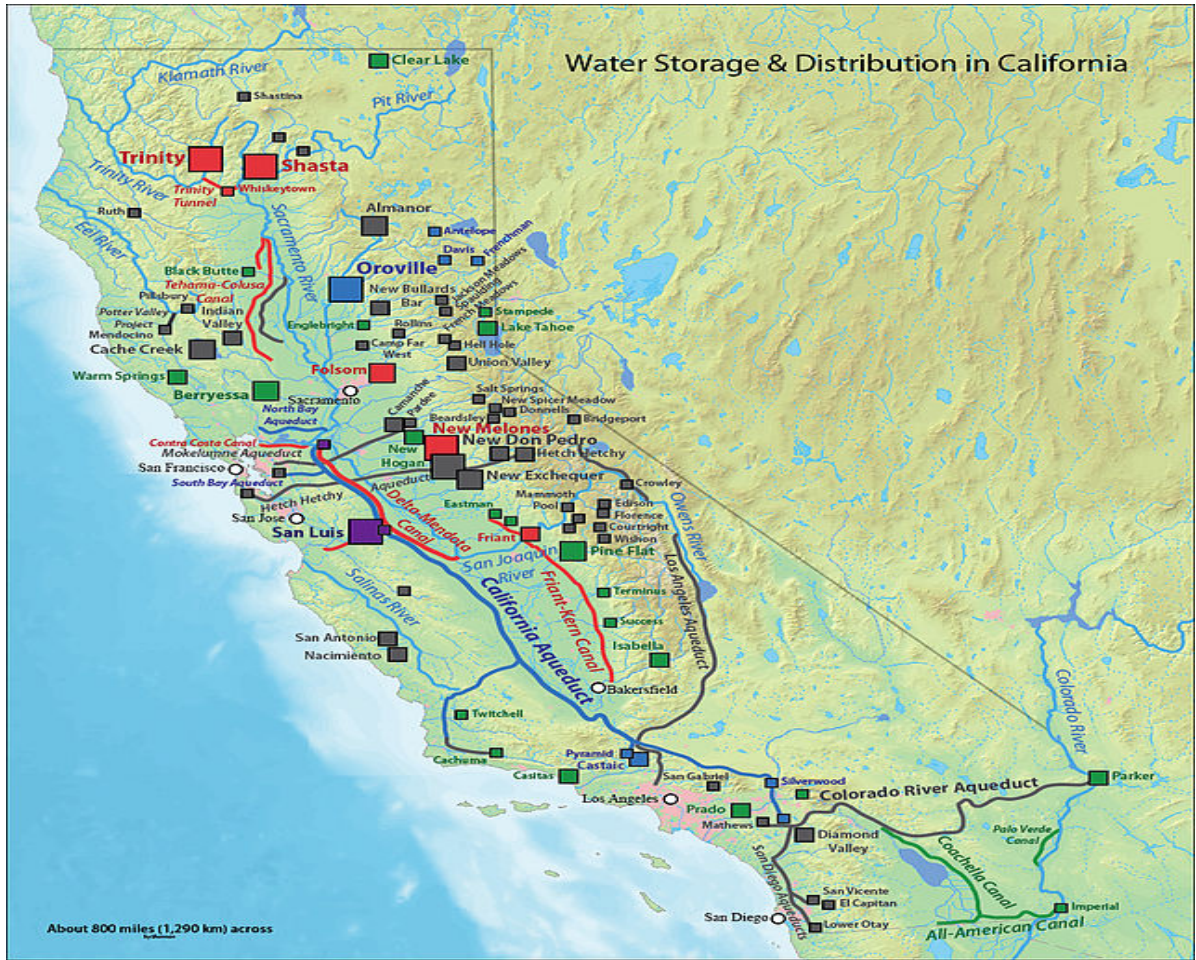 Water Storage & Distribution in California
Clear Lake
Klamath River
Shastina
Pit River
Trinity
Shasta
Trinity River
Trinity
Tunnel
Whiskeytown
Ruth
Eel River
Sacramento River
Almanor
Antelope
Davis
Frenchman
Black Butte
Oroville
Tehama-Colusa
Canal
New Bullards
Bar
Jackson Meadows
Spaulding
French Meadows
Pillsbury
Potter Valley
Project
Indian
Valley
Mendocino
Englebright
Rollins
Stampede
Lake Tahoe
Cache Creek
Camp Far
West
Hell Hole
Union Valley
Warm Springs
Folsom
Berryessa
Sacramento
Camanche
Pardee
Salt Springs
New Spicer Meadow
Donnells
Beardsley
Bridgeport
North Bay
Aqueduct
New Melones
Contra Costa Canal
Mokelumne Aqueduct
New
Hogan
New Don Pedro
Hetch Hetchy
San Francisco
South Bay Aqueduct
New Exchequer
Hetch Hetchy
Aqueduct
Crowley
San Jose
Delta-Mendota
Canal
Eastman
Mammoth
Pool
Edison
Florence
Courtright
Wishon
Owens River
San Luis
Friant
Pine Flat
San Joaquin
River
Salinas River
California Aqueduct
Friant-Kern Canal
Los Angeles Aqueduct
Terminus
Success
San Antonio
Nacimiento
Isabella
Bakersfield
Colorado River
Twitchell
Cachuma
Pyramid
Castaic
Casitas
San Gabriel
Silverwood
Colorado River Aqueduct
Parker
Los Angeles
Prado
Mathews
Diamond
Valley
Palo Verde
Canal
Coachella Canal
San Diego Aqueducts
San Vicente
El Capitan
Imperial
San Diego
Lower Otay
All-American Canal
About 800 miles (1,290 km) across